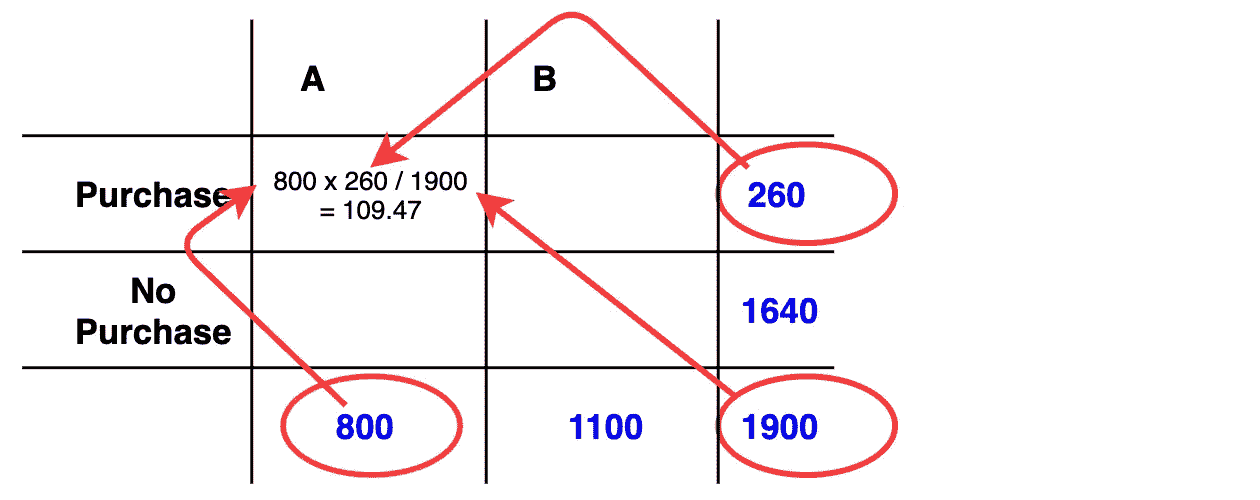 A B
Purchase 800 x 260 / 1900 260
= 109.47
No
Purchase 1640
800 1100 1900